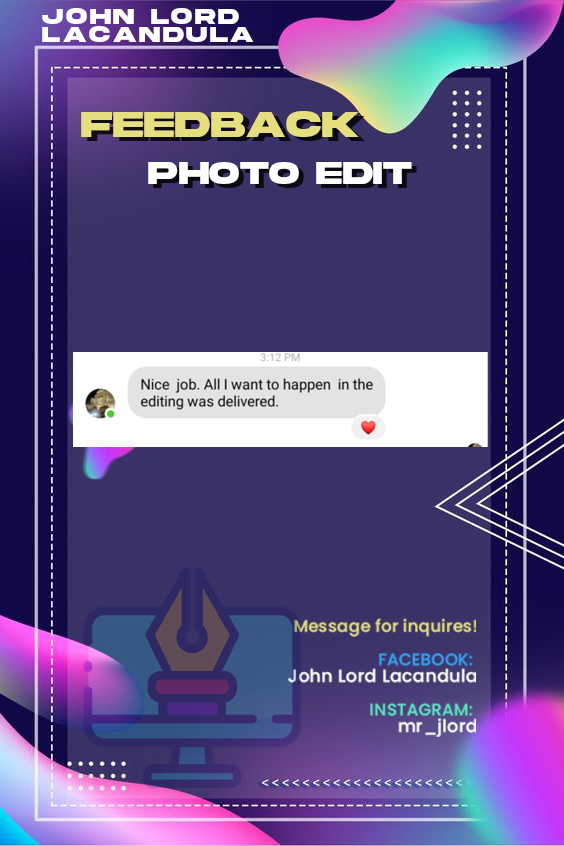 JOHN LORD
LACANDULA
FEEDBACK
PHOTO EDIT
3:12 PM
Nice job. All I want to happen in the
editing was delivered.
Message for inquires!
FACEBOOK:
John Lord Lacandula
INSTAGRAM:
mr_jlord